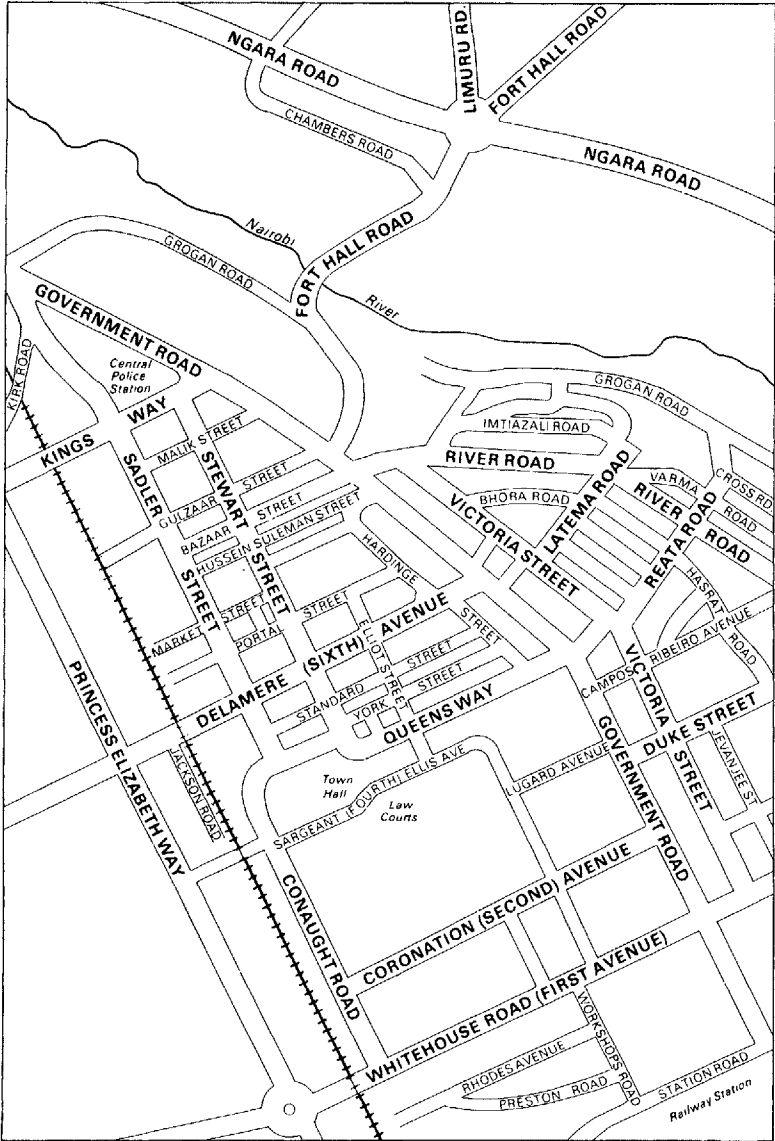 NGARA ROAD
LIMURU RD.
FORT HALL ROAD
CHAMBERS ROAD
NGARA ROAD
Nairobi
River
GROGAN ROAD
FORT HALL ROAD
GOVERNMENT ROAD
KIRK ROAD
Central
Police
Station
KINGS WAY
MALIK STREET
SADLER STREET
STEWART STREET
GULZAAR STREET
BAZAAR STREET
HUSSEIN SULEMAN STREET
HARDINGE STREET
GROGAN ROAD
IMTIAZALI ROAD
RIVER ROAD
BHORA ROAD
LATEMA ROAD
VICTORIA STREET
VARMA ROAD
RIVER ROAD
CROSS RD.
REATA ROAD
HASRAT ROAD
MARKET STREET
PORTAL STREET
ELLIOT STREET
DELAMERE (SIXTH) AVENUE
STANDARD STREET
YORK STREET
QUEENS WAY
CAMPOS RIBEIRO AVENUE
VICTORIA STREET
DUKE STREET
JEVANJEE ST
GOVERNMENT ROAD
LUGARD AVENUE
PRINCESS ELIZABETH WAY
JACKSON ROAD
Town
Hall
SARGEANT (FOURTH) ELLIS AVE
Law
Courts
CONAUGHT ROAD
CORONATION (SECOND) AVENUE
WHITEHOUSE ROAD (FIRST AVENUE)
WORKSHOPS ROAD
RHODES AVENUE
PRESTON ROAD
STATION ROAD
Railway Station